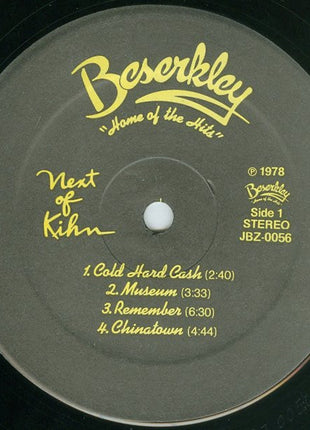 Beserkley
"Home of the Hits"
Next
of
Kihn
℗ 1978
Beserkley
"Home of the Hits"
Side 1
STEREO
JBZ-0056
1. Cold Hard Cash (2:40)
2. Museum (3:33)
3. Remember (6:30)
4. Chinatown (4:44)